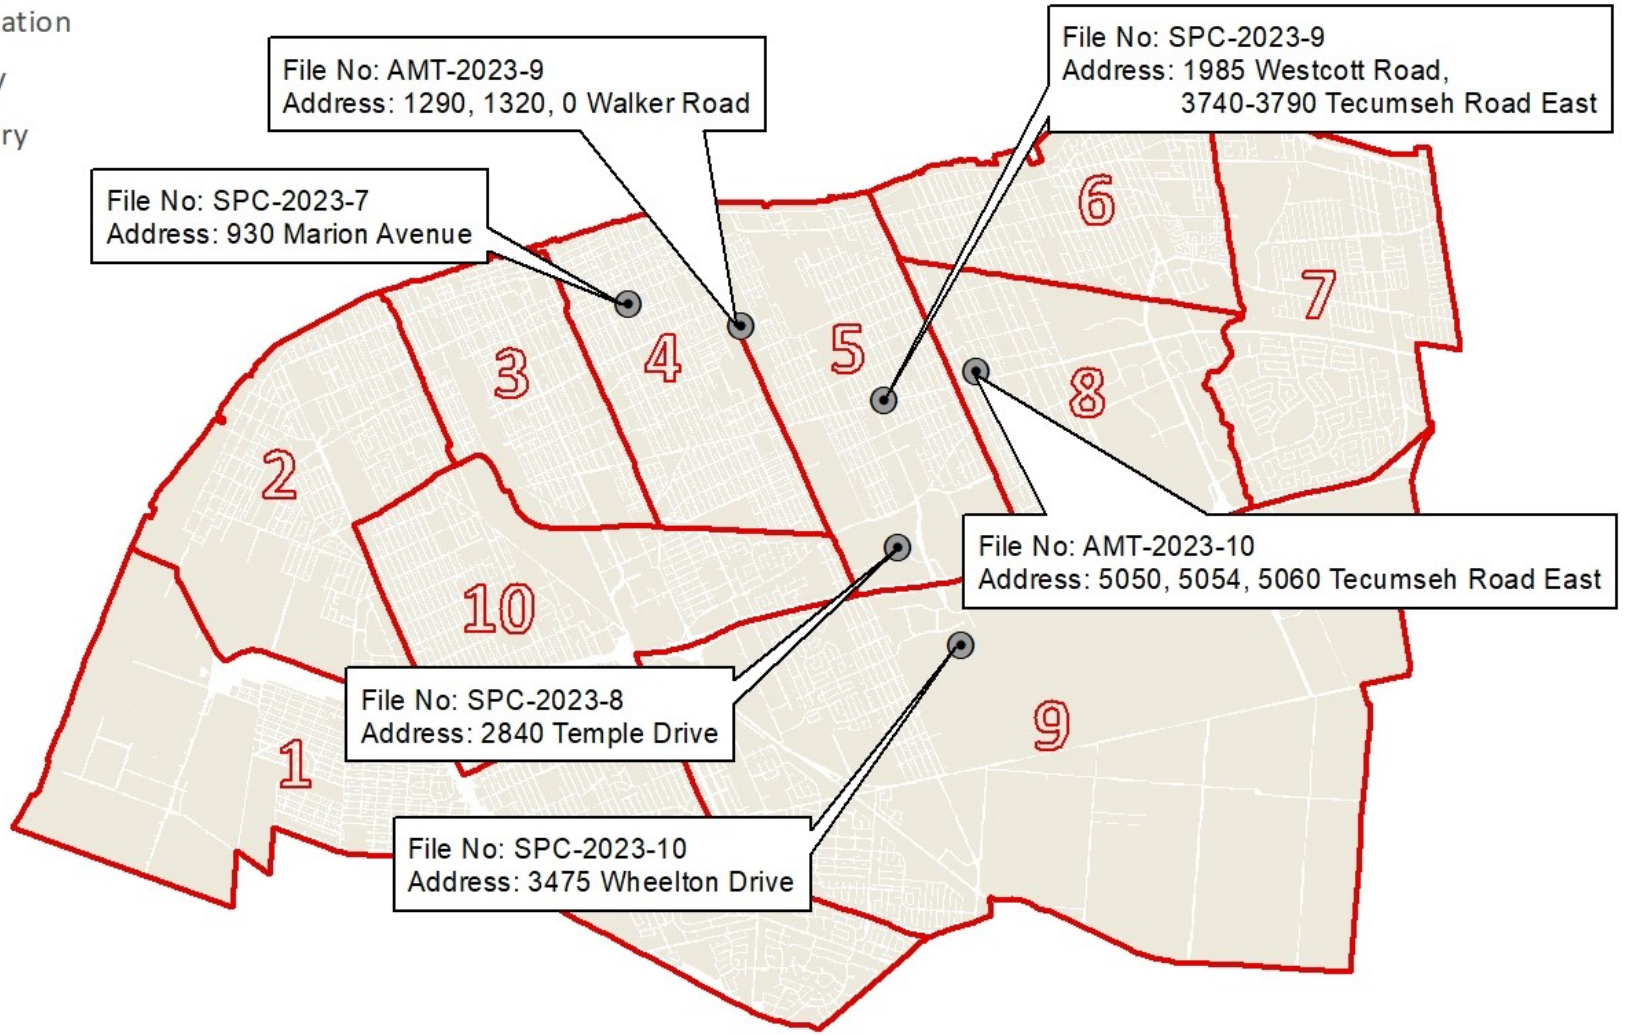 ation
y
ry
File No: AMT-2023-9
Address: 1290, 1320, 0 Walker Road
File No: SPC-2023-9
Address: 1985 Westcott Road,
3740-3790 Tecumseh Road East
File No: SPC-2023-7
Address: 930 Marion Avenue
6
7
5
4
3
8
2
File No: AMT-2023-10
Address: 5050, 5054, 5060 Tecumseh Road East
10
File No: SPC-2023-8
Address: 2840 Temple Drive
9
1
File No: SPC-2023-10
Address: 3475 Wheelton Drive